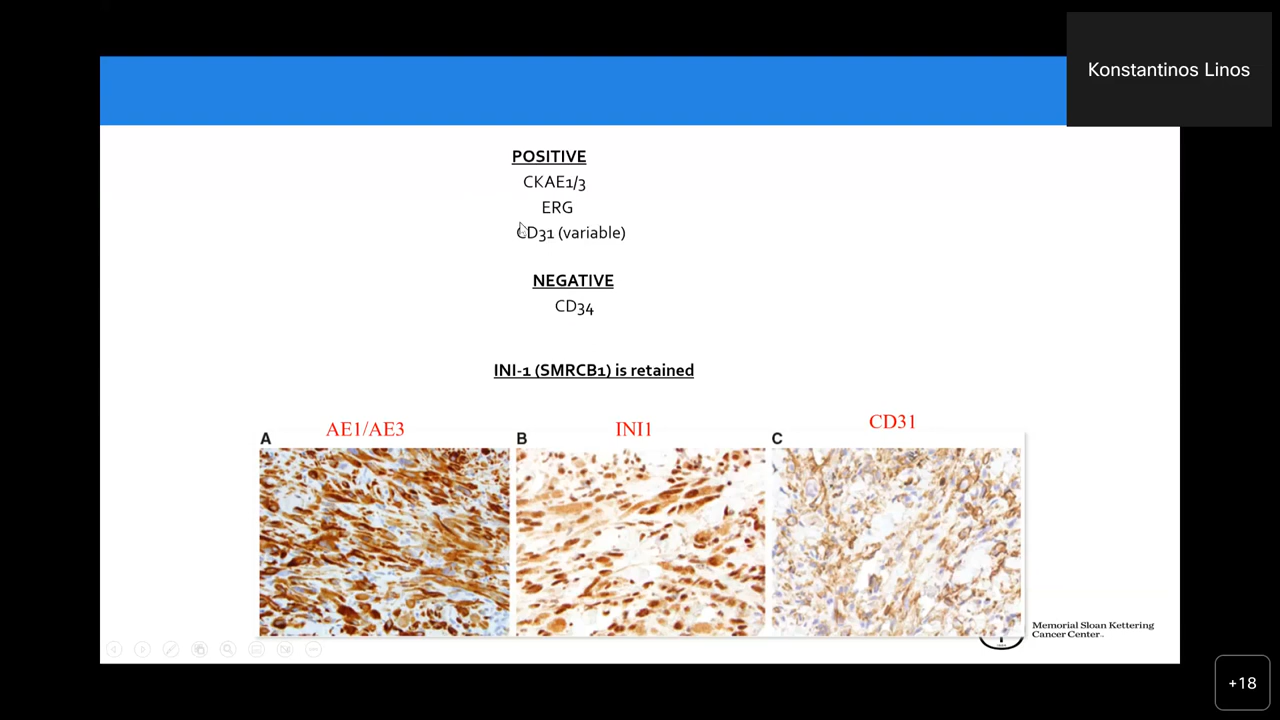 Konstantinos Linos
POSITIVE
CKAE1/3
ERG
CD31 (variable)
NEGATIVE
CD34
INI-1 (SMRCB1) is retained
A AE1/AE3
B INI1
C CD31
Memorial Sloan Kettering
Cancer Center
+18